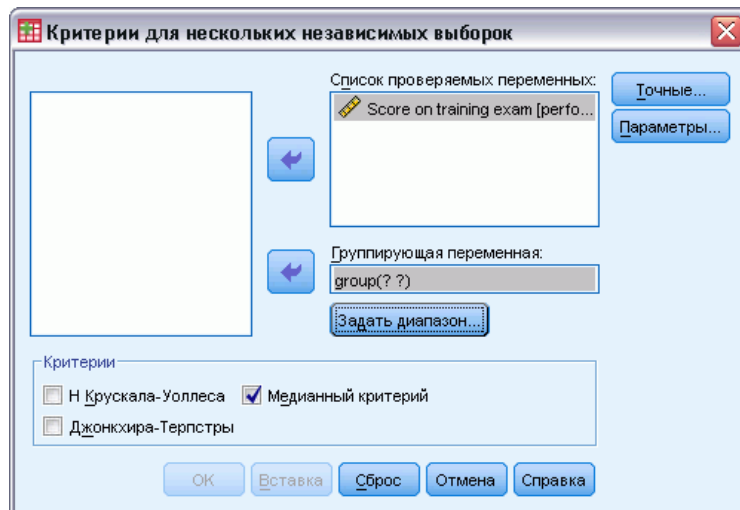 Критерии для нескольких независимых выборок
Список проверяемых переменных:
Score on training exam [perfo...
Точные...
Параметры...
Группирующая переменная:
group(? ?)
Задать диапазон...
Критерии
Н Крускала-Уоллеса
Медианный критерий
Джонкхира-Терпстры
OK
Вставка
Сброс
Отмена
Справка